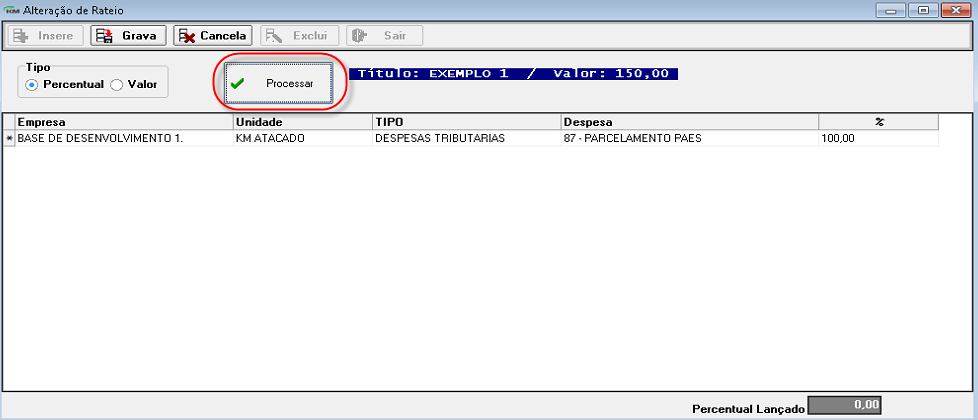 KM Alteração de Rateio
Insere Grava Cancela Exclui Sair
Tipo
Percentual Valor
Processar
Título: EXEMPLO 1 / Valor: 150,00
Empresa Unidade TIPO Despesa %
* BASE DE DESENVOLVIMENTO 1. KM ATACADO DESPESAS TRIBUTARIAS 87 - PARCELAMENTO PAES 100,00
Percentual Lançado 0,00